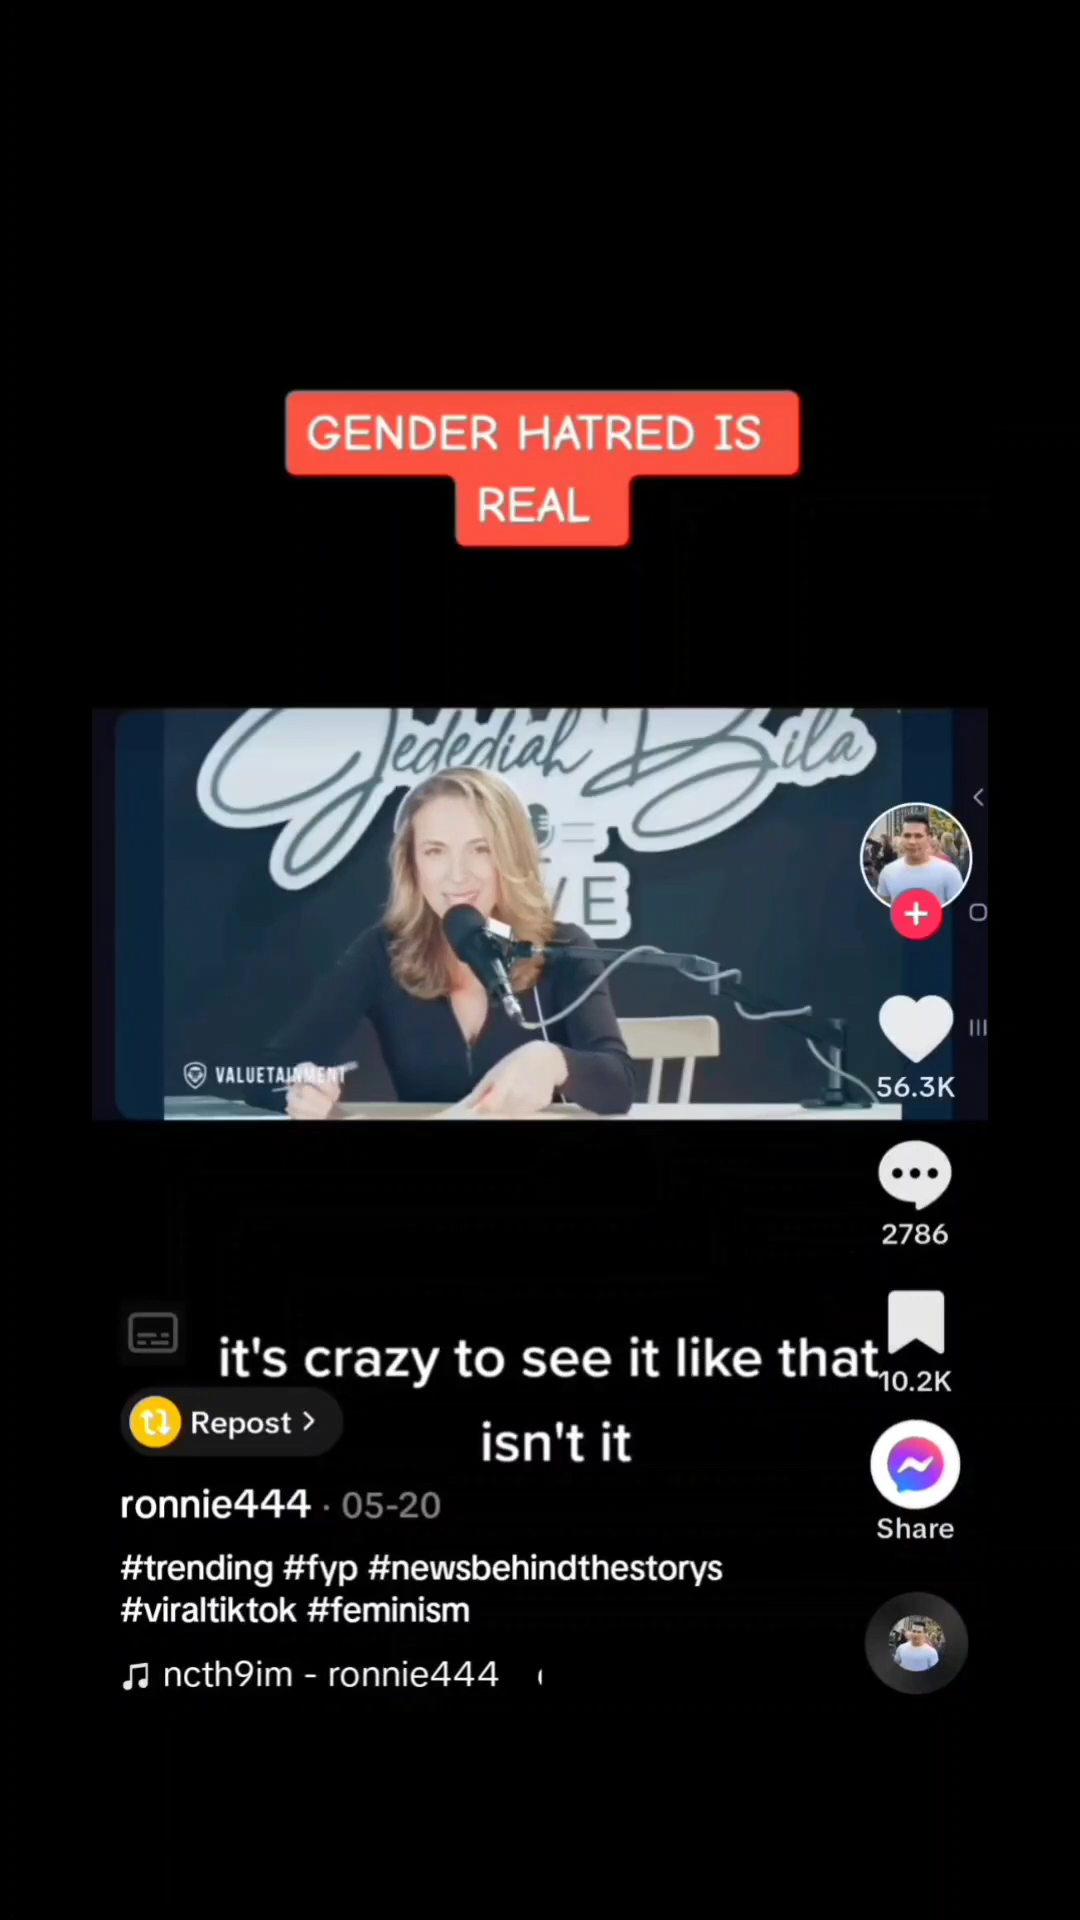 GENDER HATRED IS
REAL
Jedediah Bila
VE
VALUETAINMENT
56.3K
2786
10.2K
it's crazy to see it like that
isn't it
Repost >
ronnie444 · 05-20
Share
#trending #fyp #newsbehindthestorys
#viraltiktok #feminism
ncth9im - ronnie444